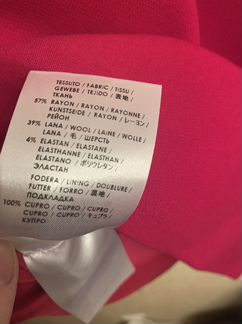 TESSUTO / FABRIC / TISSU /
GEWEBE / TEJIDO / 表地 /
ТКАНЬ
57% RAYON / RAYON / RAYONNE /
KUNSTSEIDE / RAYON / レーヨン /
РЕЙОН
39% LANA / WOOL / LAINE / WOLLE /
LANA / 毛 / ШЕРСТЬ
4% ELASTAN / ELASTANE /
ELASTHANNE / ELASTHAN /
ELASTANO / ポリウレタン /
ЭЛАСТАН
FODERA / LINING / DOUBLURE /
FUTTER / FORRO / 裏地 /
ПОДКЛАДКА
100% CUPRO / CUPRO / CUPRO /
CUPRO / CUPRO / キュプラ /
КУПРО